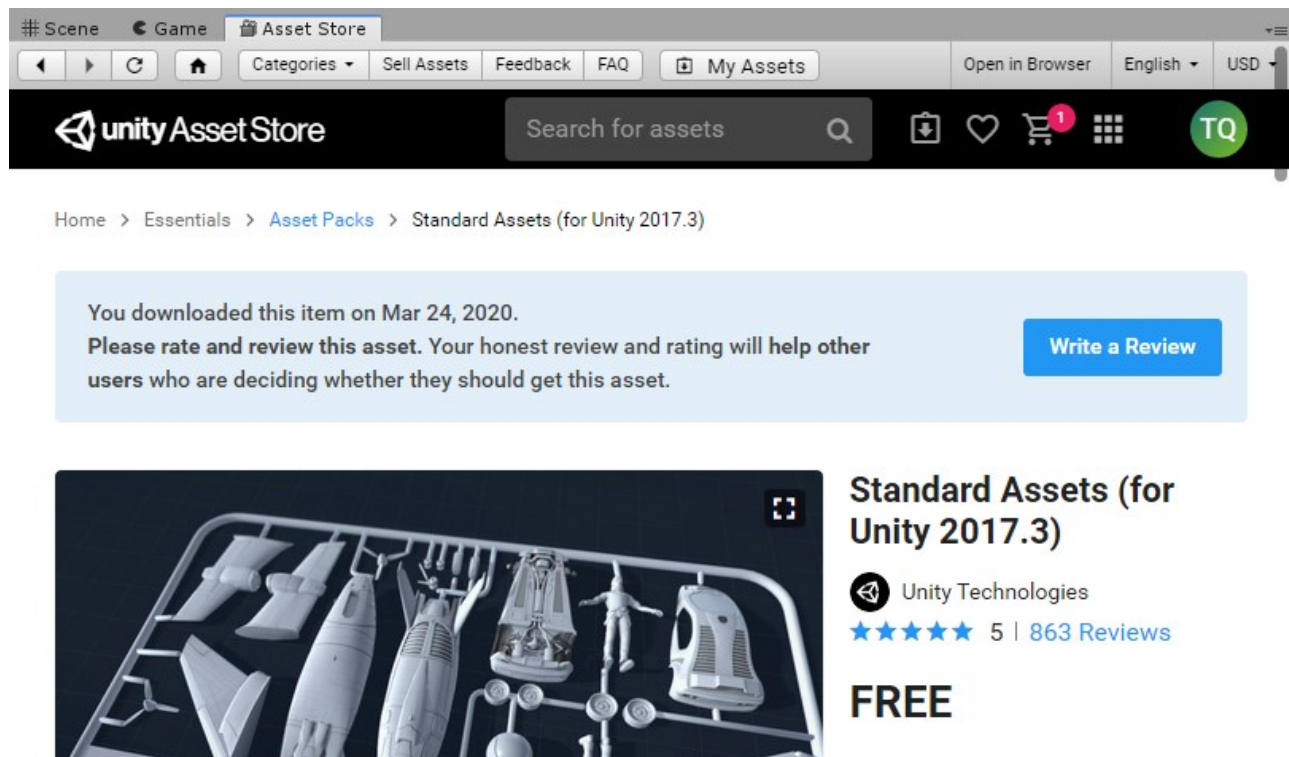 Scene Game Asset Store
Categories Sell Assets Feedback FAQ My Assets Open in Browser English USD
unity Asset Store Search for assets 1 TQ
Home > Essentials > Asset Packs > Standard Assets (for Unity 2017.3)
You downloaded this item on Mar 24, 2020.
Please rate and review this asset. Your honest review and rating will help other
users who are deciding whether they should get this asset.
Write a Review
Standard Assets (for
Unity 2017.3)
Unity Technologies
5 | 863 Reviews
FREE